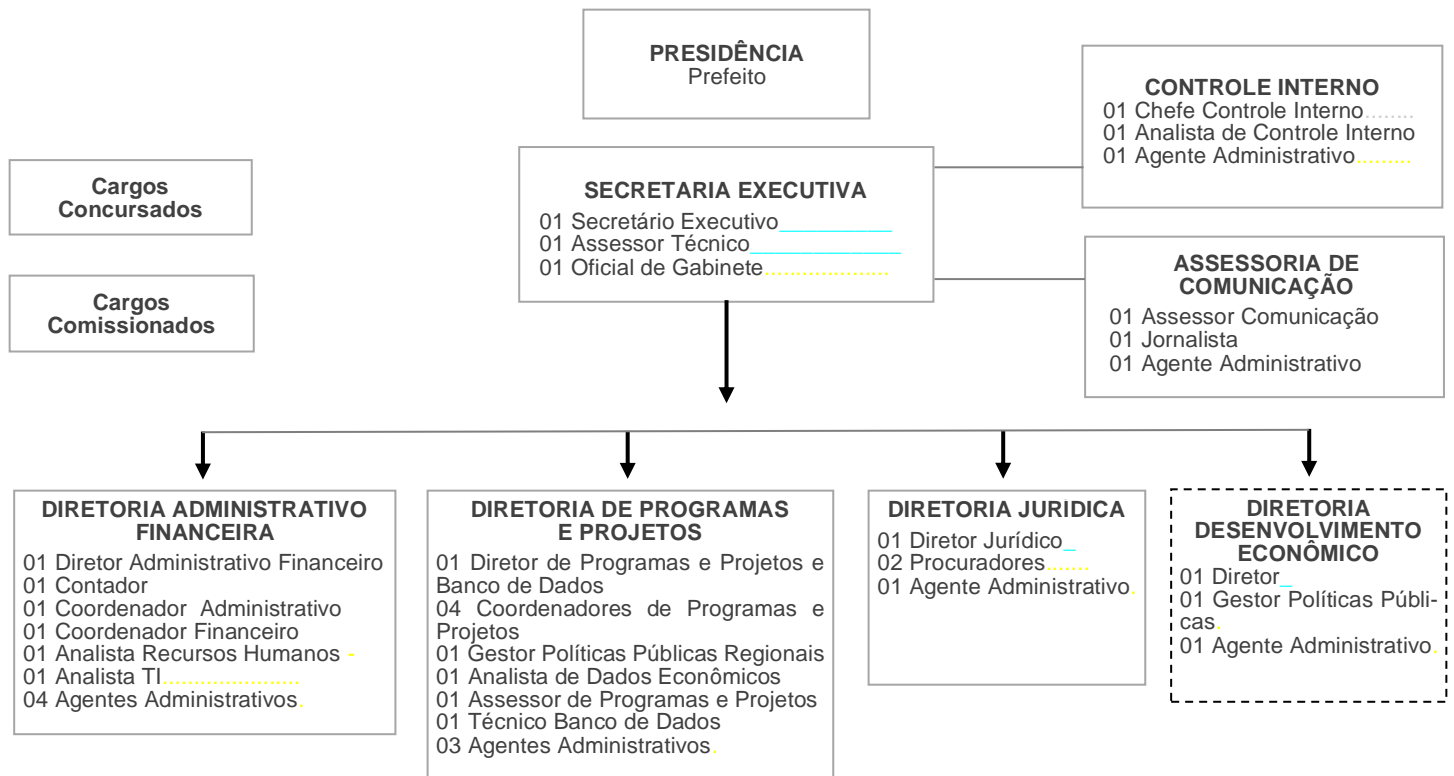 PRESIDÊNCIA
Prefeito
CONTROLE INTERNO
01 Chefe Controle Interno........
01 Analista de Controle Interno
01 Agente Administrativo.........
Cargos
Concursados
SECRETARIA EXECUTIVA
01 Secretário Executivo_________
01 Assessor Técnico____________
01 Oficial de Gabinete....................
Cargos
Comissionados
ASSESSORIA DE
COMUNICAÇÃO
01 Assessor Comunicação
01 Jornalista
01 Agente Administrativo
DIRETORIA ADMINISTRATIVO
FINANCEIRA
01 Diretor Administrativo Financeiro
01 Contador
01 Coordenador Administrativo
01 Coordenador Financeiro
01 Analista Recursos Humanos -
01 Analista TI......................
04 Agentes Administrativos.
DIRETORIA DE PROGRAMAS
E PROJETOS
01 Diretor de Programas e Projetos e
Banco de Dados
04 Coordenadores de Programas e
Projetos
01 Gestor Políticas Públicas Regionais
01 Analista de Dados Econômicos
01 Assessor de Programas e Projetos
01 Técnico Banco de Dados
03 Agentes Administrativos.
DIRETORIA JURIDICA
01 Diretor Jurídico_
02 Procuradores.......
01 Agente Administrativo.
DIRETORIA
DESENVOLVIMENTO
ECONÔMICO
01 Diretor_
01 Gestor Políticas Públi-
cas.
01 Agente Administrativo.